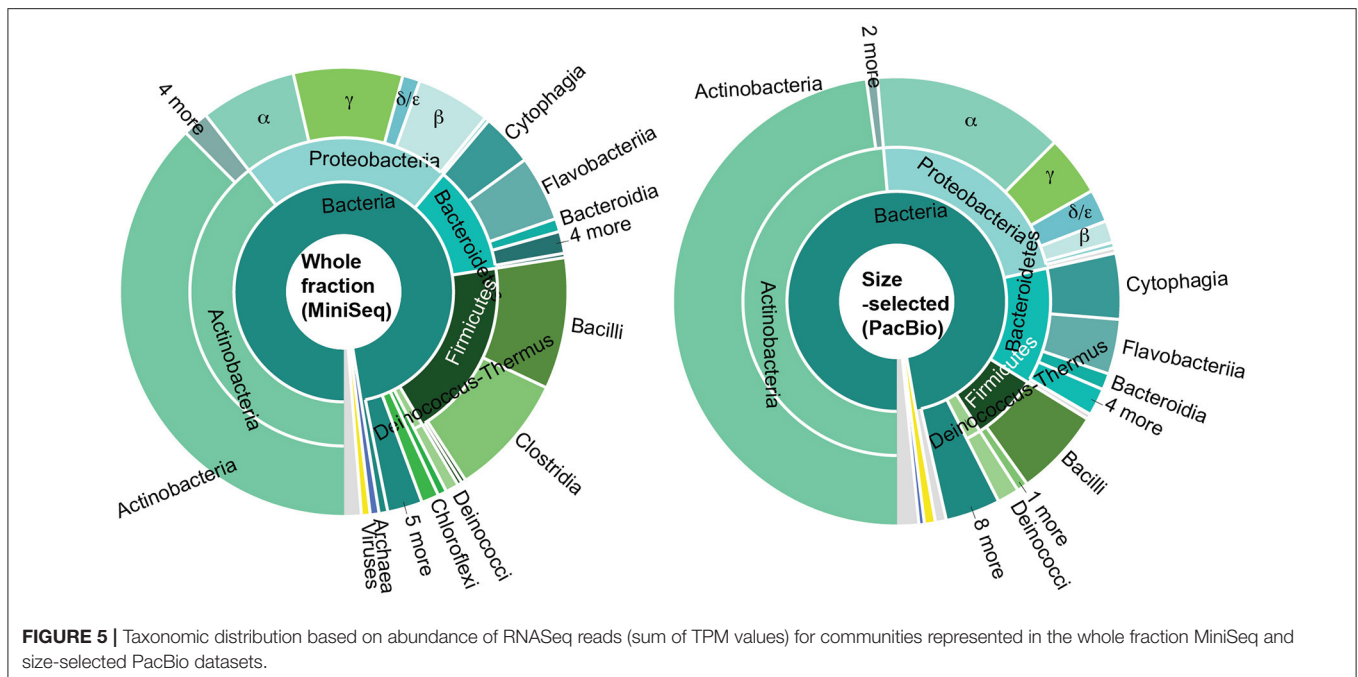 4 more
α
γ
δ/ε
β
Cytophagia
Flavobacteriia
Bacteroidia
4 more
Proteobacteria
Bacteroidetes
Bacteria
Whole
fraction
(MiniSeq)
Actinobacteria
Actinobacteria
Firmicutes
Bacilli
Clostridia
Deinococcus-Thermus
Deinococci
Chloroflexi
5 more
Archaea
Viruses
2 more
Actinobacteria
α
γ
δ/ε
β
Proteobacteria
Bacteria
Bacteroidetes
Cytophagia
Flavobacteriia
Bacteroidia
4 more
Size
-selected
(PacBio)
Actinobacteria
Firmicutes
Deinococcus-Thermus
Bacilli
1 more
Deinococci
8 more
FIGURE 5 | Taxonomic distribution based on abundance of RNASeq reads (sum of TPM values) for communities represented in the whole fraction MiniSeq and
size-selected PacBio datasets.